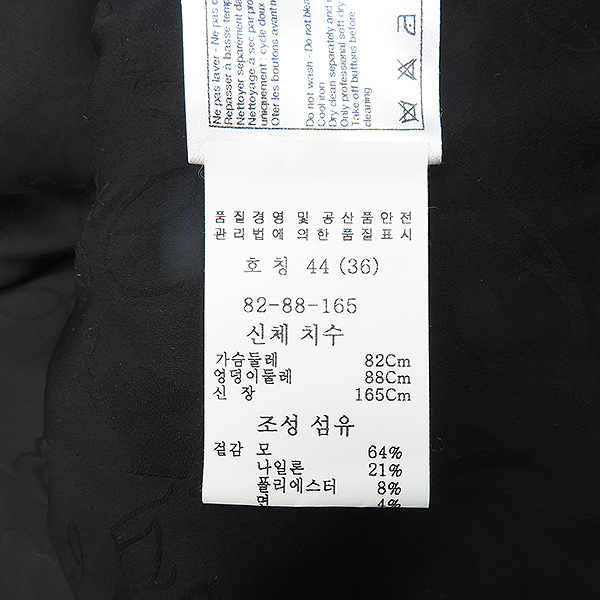 Ne pas laver - Ne pas
Repasser à basse temp
Nettoyer séparément
Nettoyage à sec par pro
uniquement : cycle doux
Oter les boutons avant
Do not wash - Do not
Cool iron
Dry clean separately and
Only professional soft dry
Take off buttons before
cleaning
품질경영 및 공산품안전
관리법에 의한 품질표시
호 칭 44 (36)
82-88-165
신체 치수
가슴둘레 82Cm
엉덩이둘레 88Cm
신 장 165Cm
조성 섬유
겉감 모 64%
나일론 21%
폴리에스터 8%
면 4%